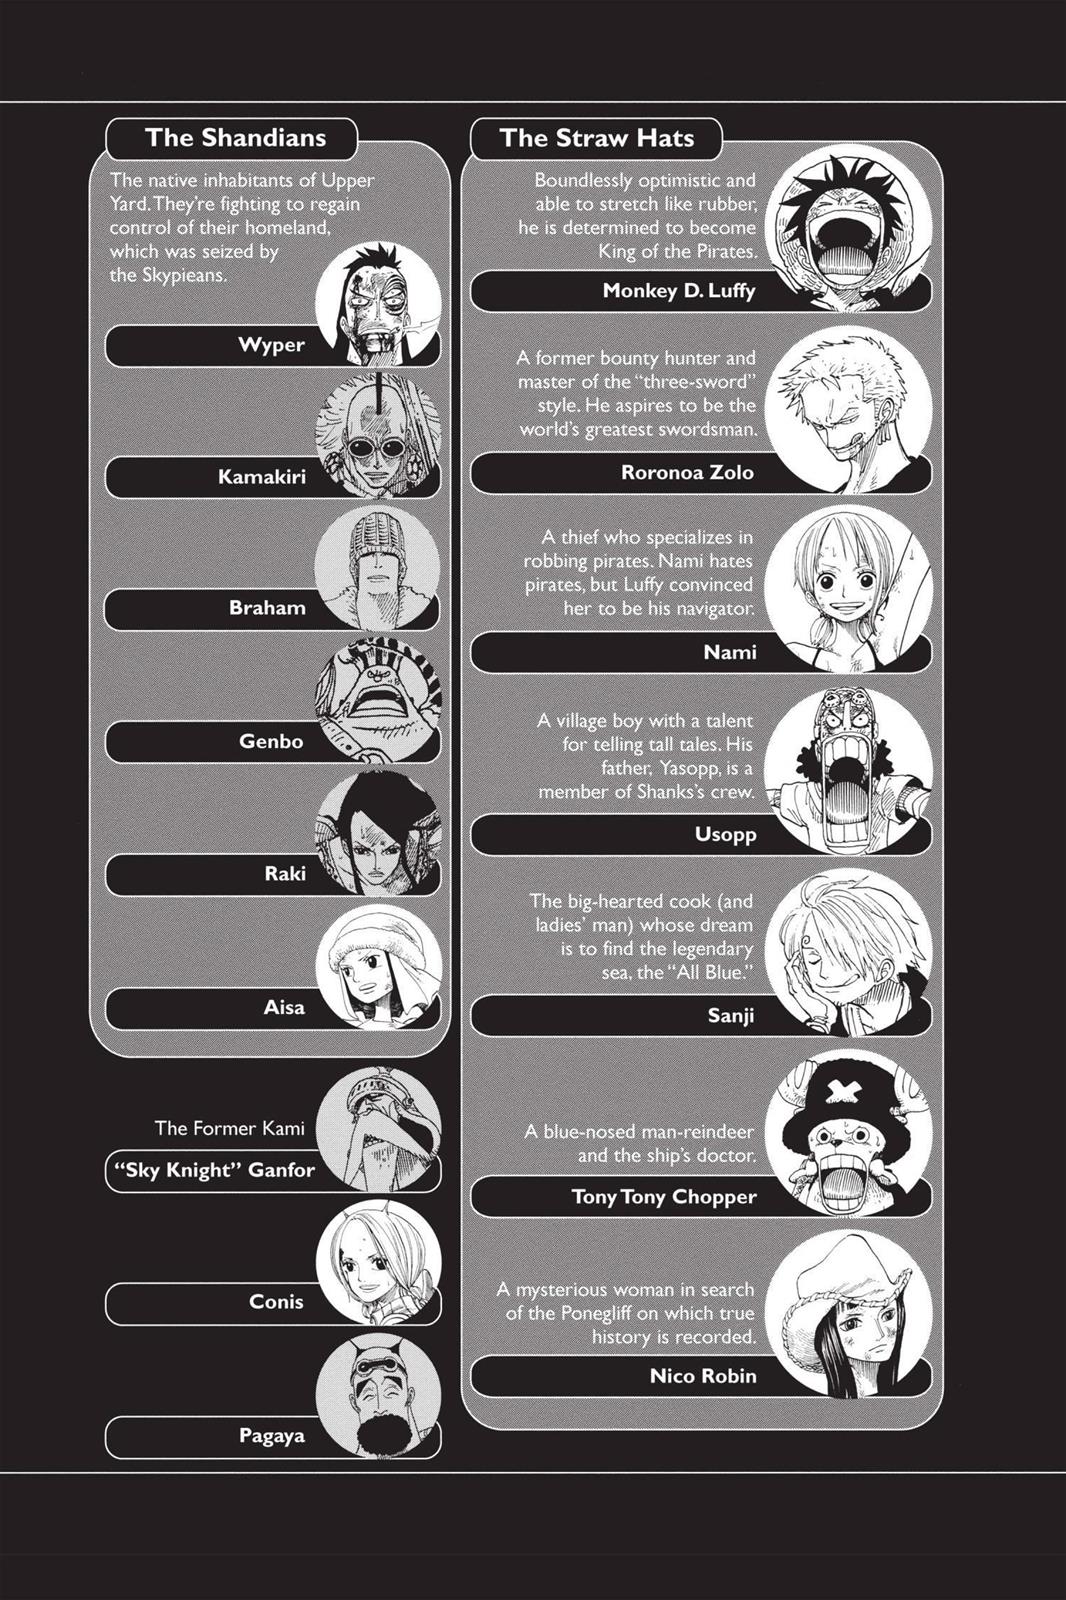 The Shandians
The native inhabitants of Upper
Yard. They're fighting to regain
control of their homeland,
which was seized by
the Skypieans.
Wyper
Kamakiri
Braham
Genbo
Raki
Aisa
The Former Kami
“Sky Knight” Ganfor
Conis
Pagaya
The Straw Hats
Boundlessly optimistic and
able to stretch like rubber,
he is determined to become
King of the Pirates.
Monkey D. Luffy
A former bounty hunter and
master of the “three-sword”
style. He aspires to be the
world's greatest swordsman.
Roronoa Zolo
A thief who specializes in
robbing pirates. Nami hates
pirates, but Luffy convinced
her to be his navigator.
Nami
A village boy with a talent
for telling tall tales. His
father, Yasopp, is a
member of Shanks's crew.
Usopp
The big-hearted cook (and
ladies' man) whose dream
is to find the legendary
sea, the “All Blue.”
Sanji
A blue-nosed man-reindeer
and the ship's doctor.
Tony Tony Chopper
A mysterious woman in search
of the Ponegliff on which true
history is recorded.
Nico Robin